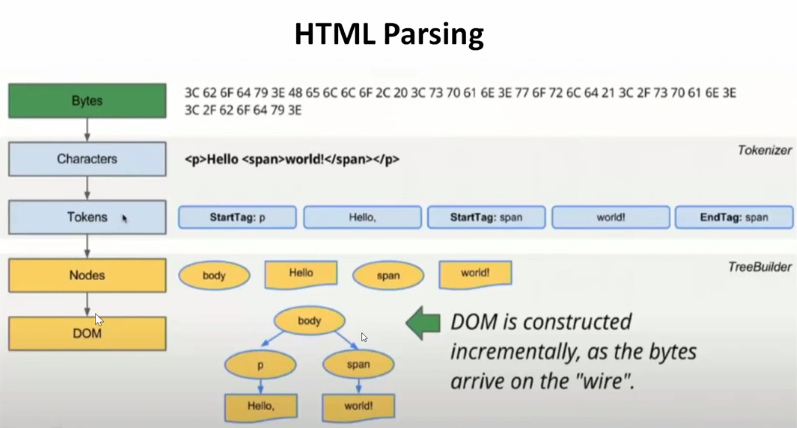 HTML Parsing
Bytes
3C 62 6F 64 79 3E 48 65 6C 6C 6F 2C 20 3C 73 70 61 6E 3E 77 6F 72 6C 64 21 3C 2F 73 70 61 6E 3E
3C 2F 62 6F 64 79 3E
Tokenizer
Characters
<p>Hello <span>world!</span></p>
Tokens
StartTag: p
Hello,
StartTag: span
world!
EndTag: span
TreeBuilder
Nodes
body
Hello
span
world!
DOM
body
p
span
Hello,
world!
DOM is constructed
incrementally, as the bytes
arrive on the "wire".